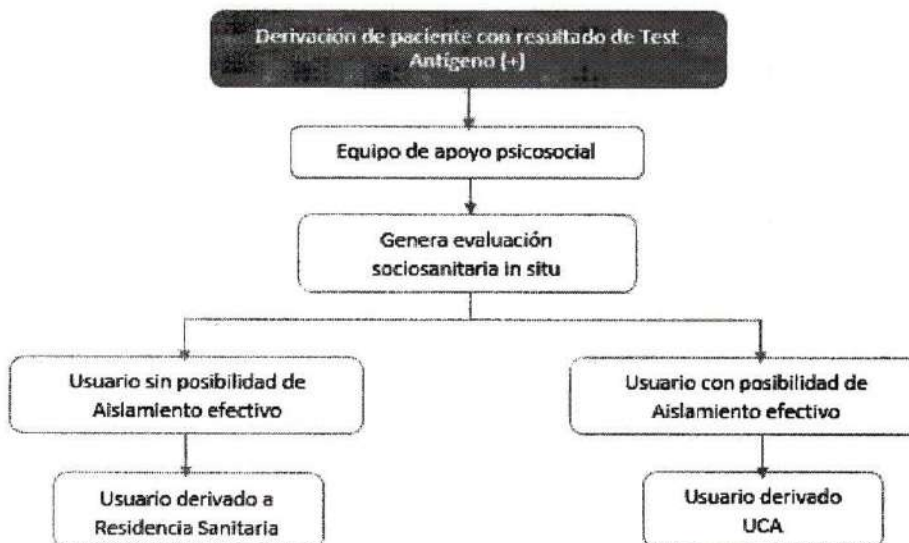 Derivación de paciente con resultado de Test
Antígeno (+)
Equipo de apoyo psicosocial
Genera evaluación
sociosanitaria in situ
Usuario sin posibilidad de
Aislamiento efectivo
Usuario con posibilidad de
Aislamiento efectivo
Usuario derivado a
Residencia Sanitaria
Usuario derivado
UCA